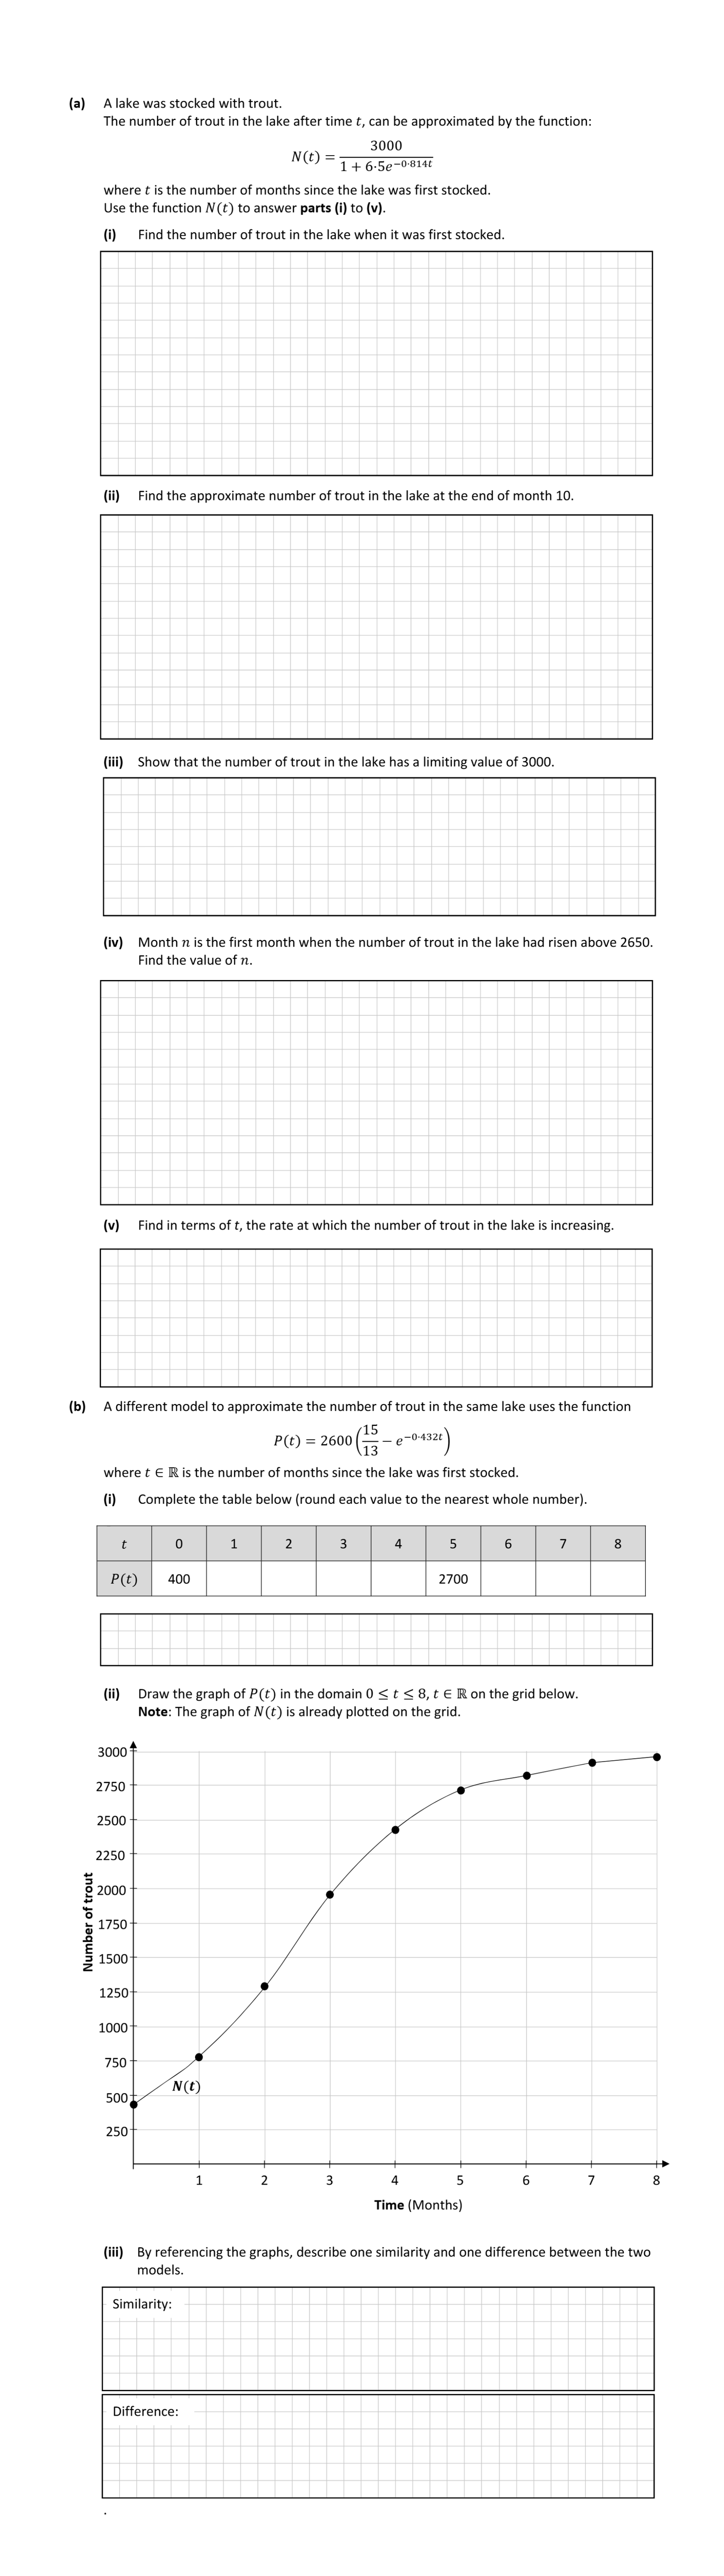 (a) A lake was stocked with trout.
The number of trout in the lake after time t, can be approximated by the function:
N(t) = 3000 / (1 + 6·5e^(−0·814t))
where t is the number of months since the lake was first stocked.
Use the function N(t) to answer parts (i) to (v).
(i) Find the number of trout in the lake when it was first stocked.
(ii) Find the approximate number of trout in the lake at the end of month 10.
(iii) Show that the number of trout in the lake has a limiting value of 3000.
(iv) Month n is the first month when the number of trout in the lake had risen above 2650.
Find the value of n.
(v) Find in terms of t, the rate at which the number of trout in the lake is increasing.
(b) A different model to approximate the number of trout in the same lake uses the function
P(t) = 2600 (15/13 − e^(−0·432t))
where t ∈ ℝ is the number of months since the lake was first stocked.
(i) Complete the table below (round each value to the nearest whole number).
t 0 1 2 3 4 5 6 7 8
P(t) 400 2700
(ii) Draw the graph of P(t) in the domain 0 ≤ t ≤ 8, t ∈ ℝ on the grid below.
Note: The graph of N(t) is already plotted on the grid.
3000
2750
2500
2250
2000
1750
1500
1250
1000
750
500
250
Number of trout
N(t)
1 2 3 4 5 6 7 8
Time (Months)
(iii) By referencing the graphs, describe one similarity and one difference between the two
models.
Similarity:
Difference:
.